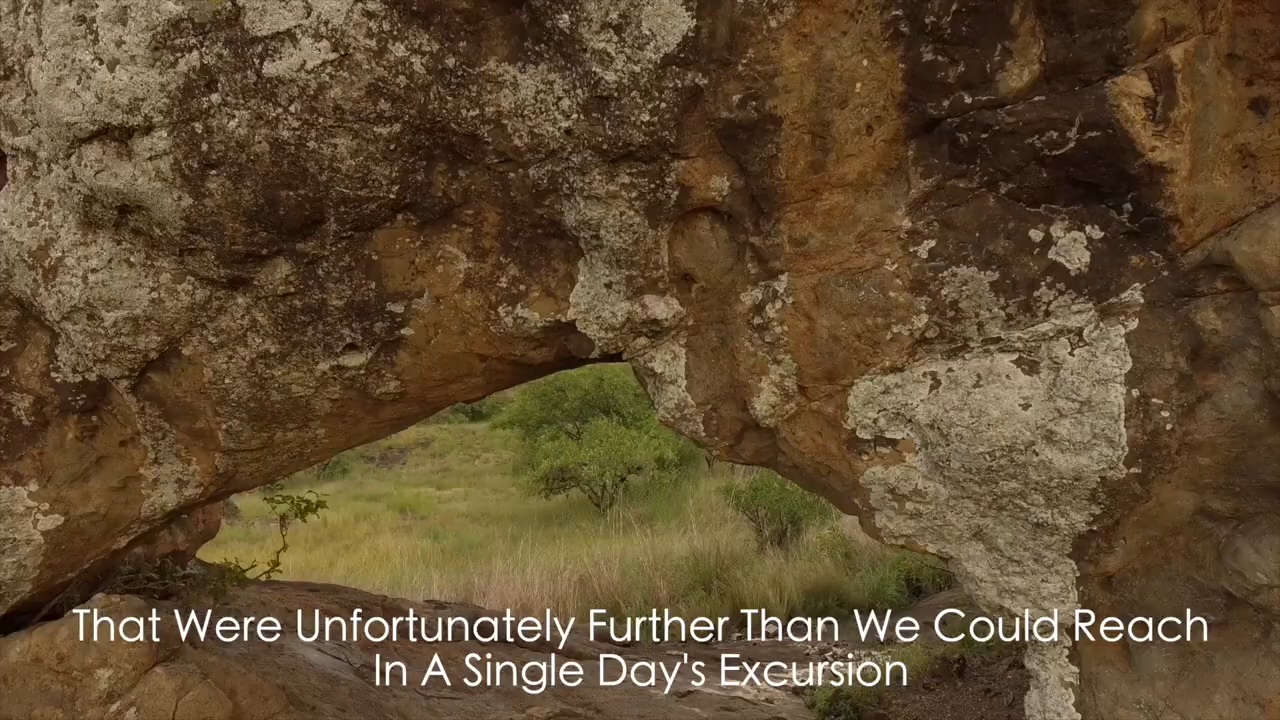 That Were Unfortunately Further Than We Could Reach
In A Single Day's Excursion